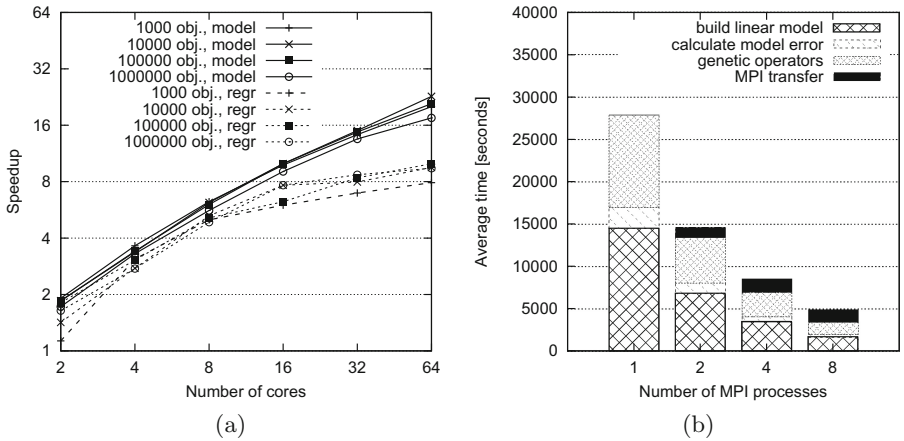 64
32
16
8
4
2
1
Speedup
1000 obj., model
10000 obj., model
100000 obj., model
1000000 obj., model
1000 obj., regr
10000 obj., regr
100000 obj., regr
1000000 obj., regr
2 4 8 16 32 64
Number of cores
(a)
40000
35000
30000
25000
20000
15000
10000
5000
0
Average time [seconds]
build linear model
calculate model error
genetic operators
MPI transfer
1 2 4 8
Number of MPI processes
(b)